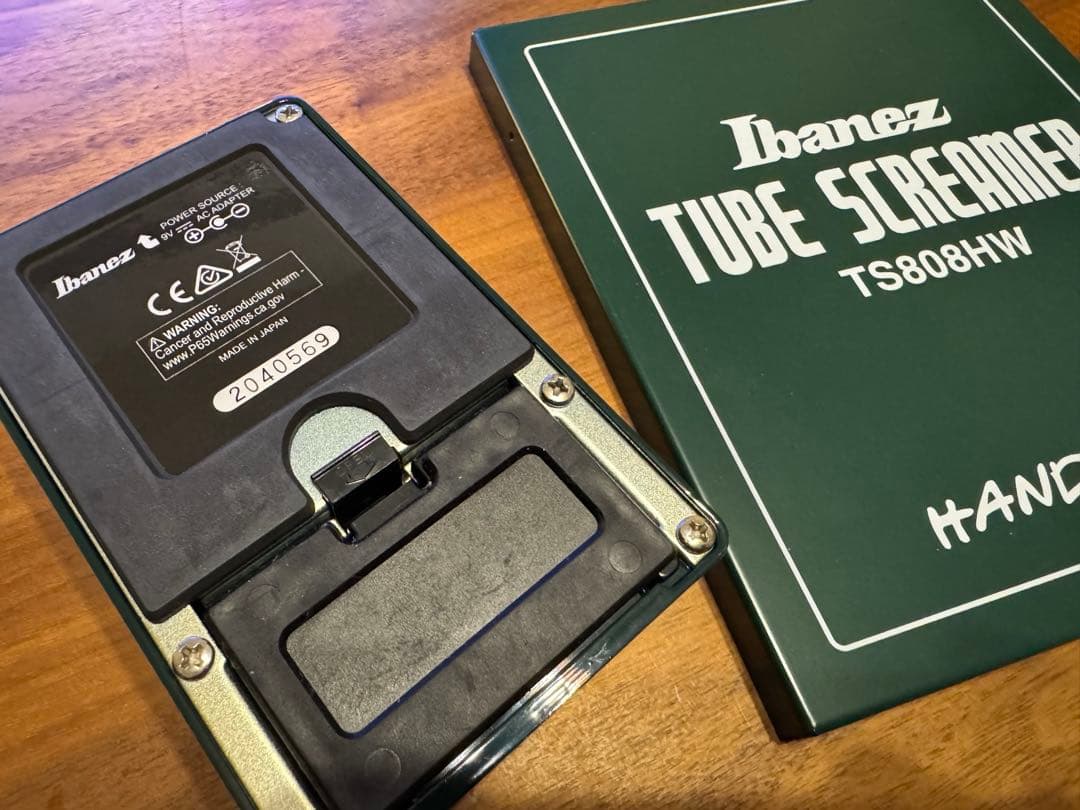 Ibanez
POWER SOURCE :
9V AC ADAPTER
CE
⚠ WARNING:
Cancer and Reproductive Harm -
www.P65Warnings.ca.gov
MADE IN JAPAN
2040569
Ibanez
TUBE SCREAMER
TS808HW
HAND